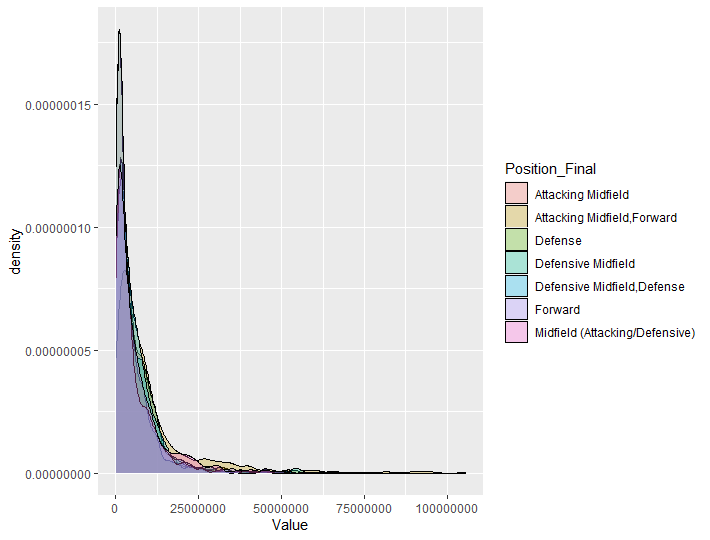 density
0.00000015
0.00000010
0.00000005
0.00000000
0
25000000
50000000
75000000
100000000
Value
Position_Final
Attacking Midfield
Attacking Midfield,Forward
Defense
Defensive Midfield
Defensive Midfield,Defense
Forward
Midfield (Attacking/Defensive)